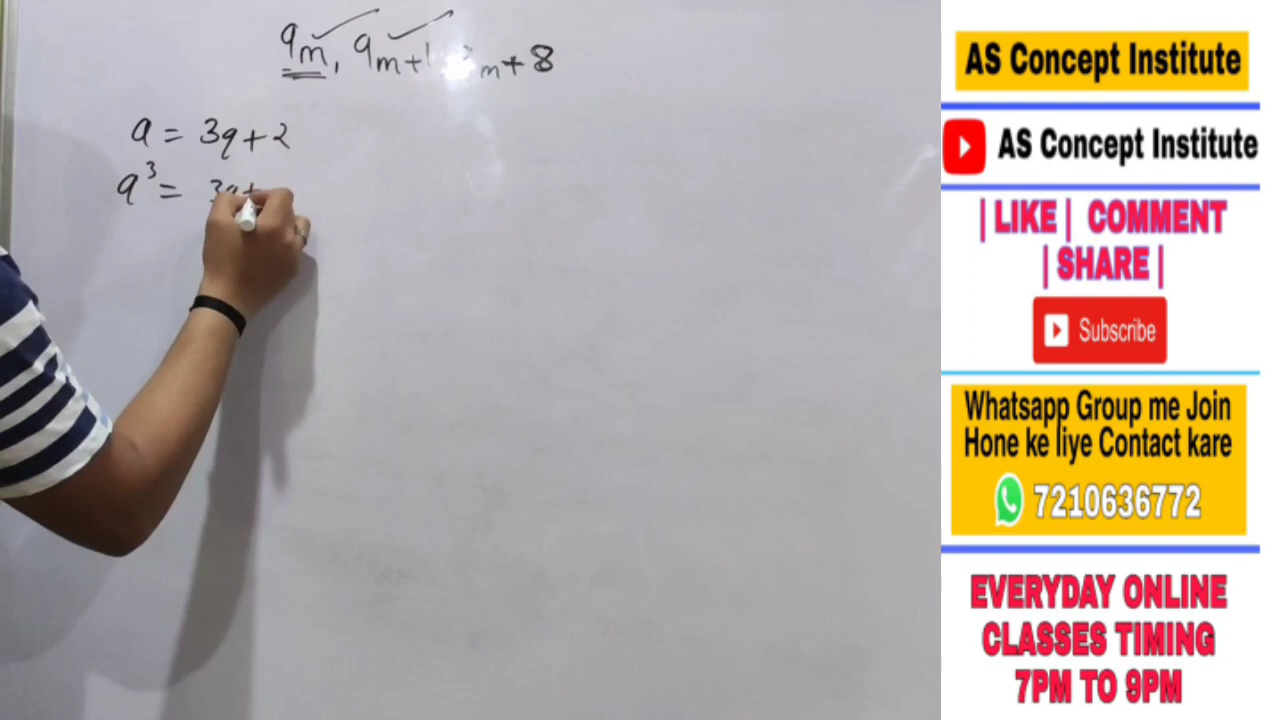 9m, 9m+1, m+8
a = 3q+2
a³ = 3q+
AS Concept Institute
AS Concept Institute
| LIKE | COMMENT
| SHARE |
Subscribe
Whatsapp Group me Join
Hone ke liye Contact kare
7210636772
EVERYDAY ONLINE
CLASSES TIMING
7PM TO 9PM